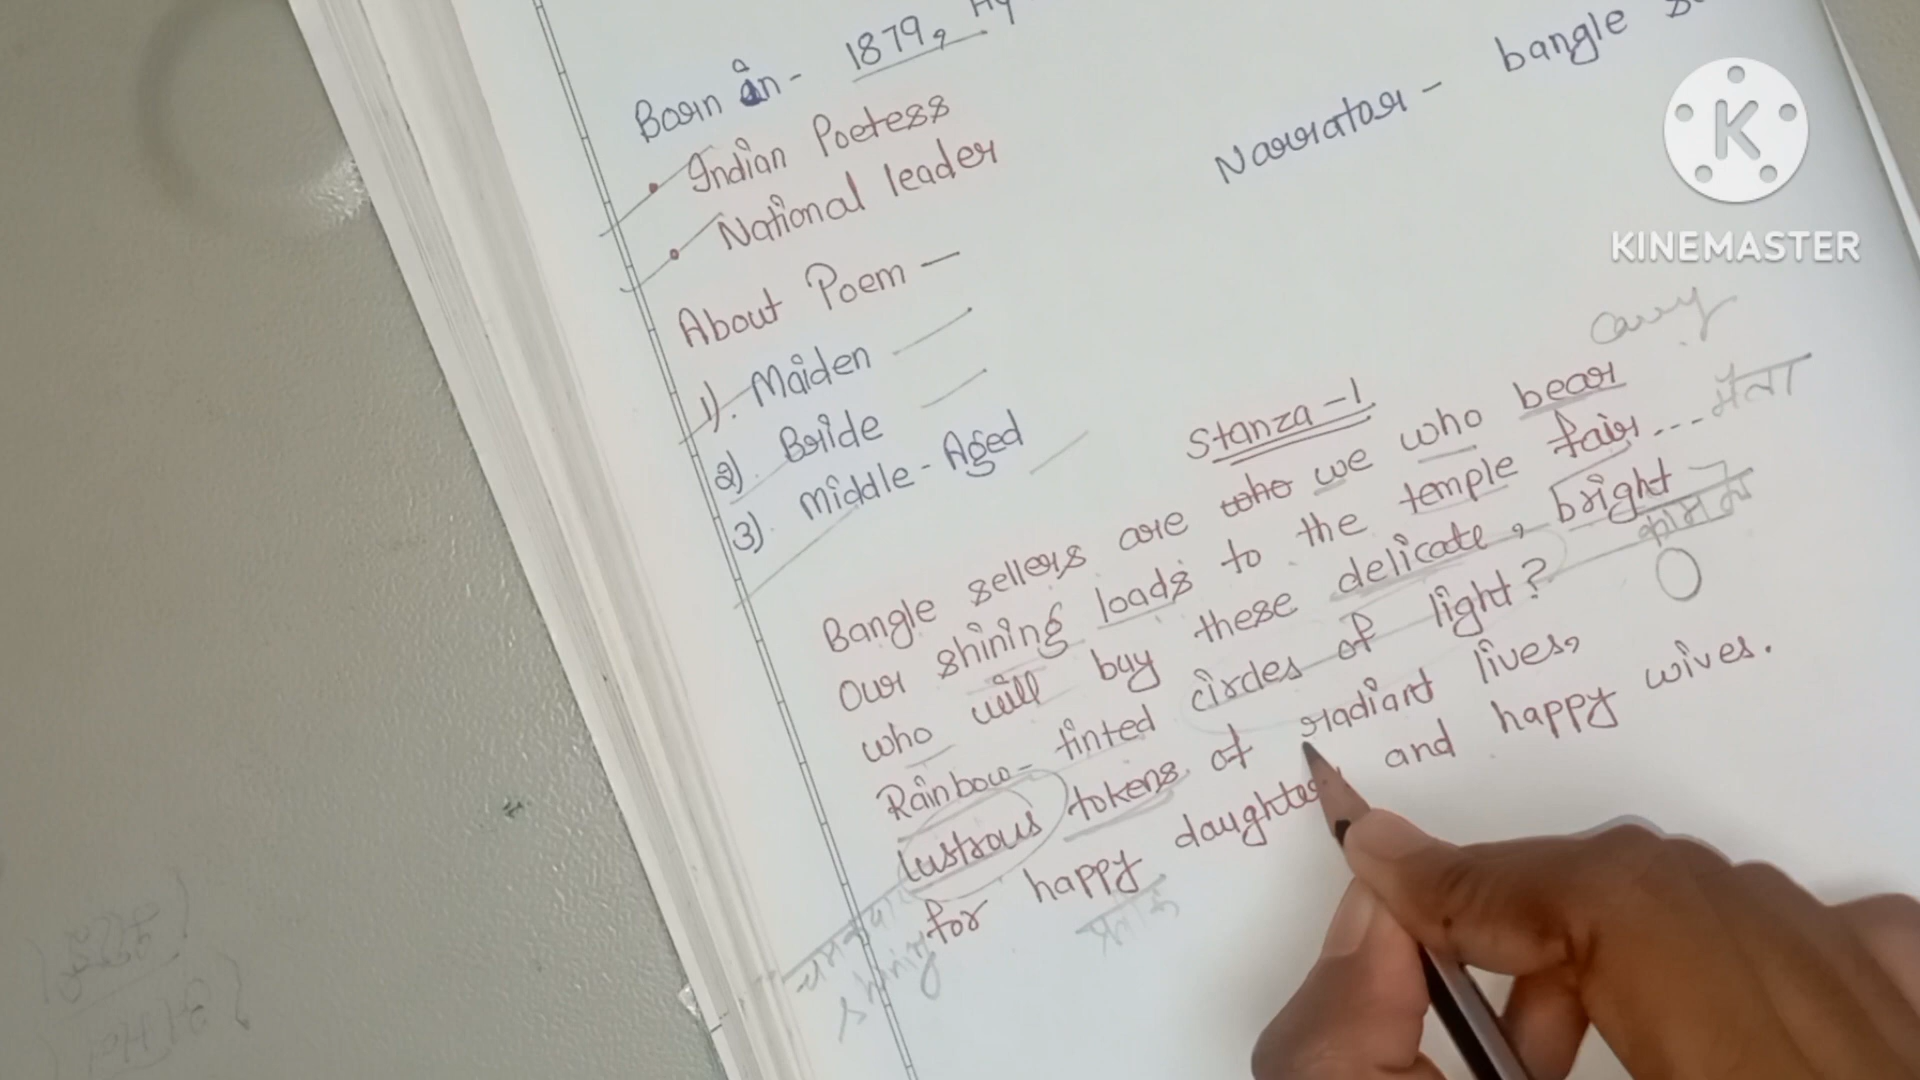 Born in - 1879,
• Indian Poetess
• National leader
Narrator - bangle
KINEMASTER
About Poem —
1). Maiden
2). Bride
3). Middle-Aged
Carry
Stanza-1
Bangle sellers are who we who bear
मेला
our shining loads to the temple fair...
who will buy these delicate, bright
कोमल
Rainbow-tinted circles of light?
lustrous tokens of radiant lives,
for happy daughters and happy wives.
shining